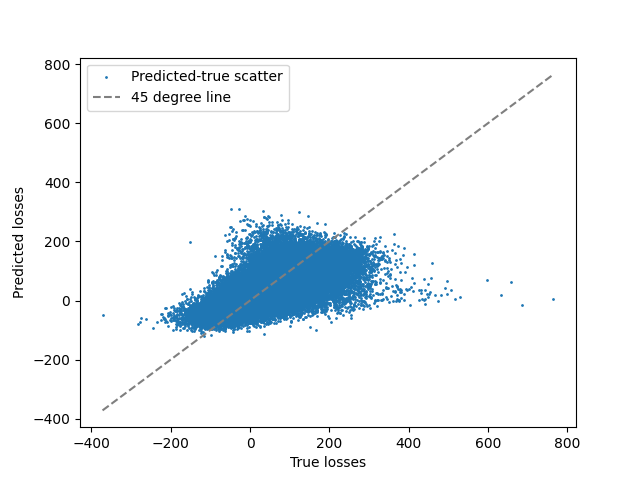 800
600
400
200
0
−200
−400
Predicted losses
Predicted-true scatter
45 degree line
−400 −200 0 200 400 600 800
True losses